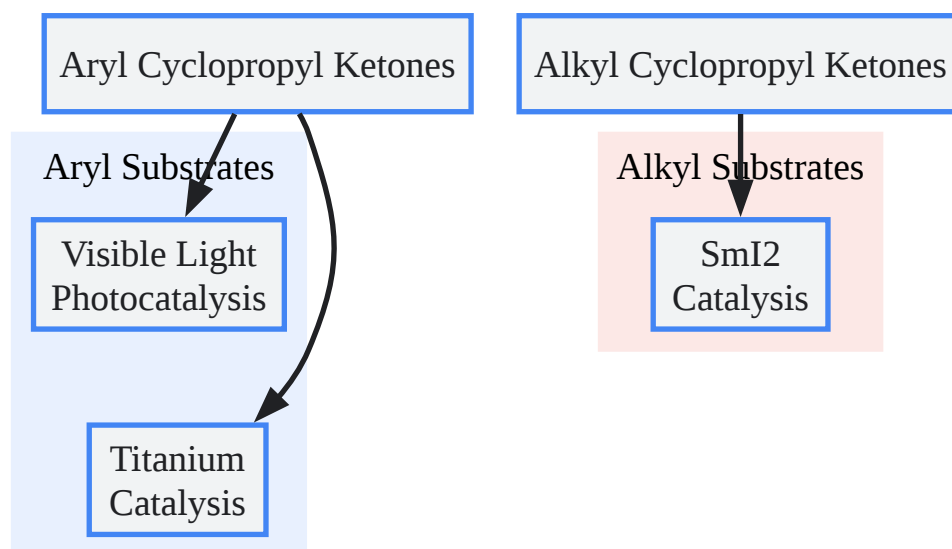 Aryl Cyclopropyl Ketones
Alkyl Cyclopropyl Ketones
Aryl Substrates
Alkyl Substrates
Visible Light
Photocatalysis
SmI2
Catalysis
Titanium
Catalysis